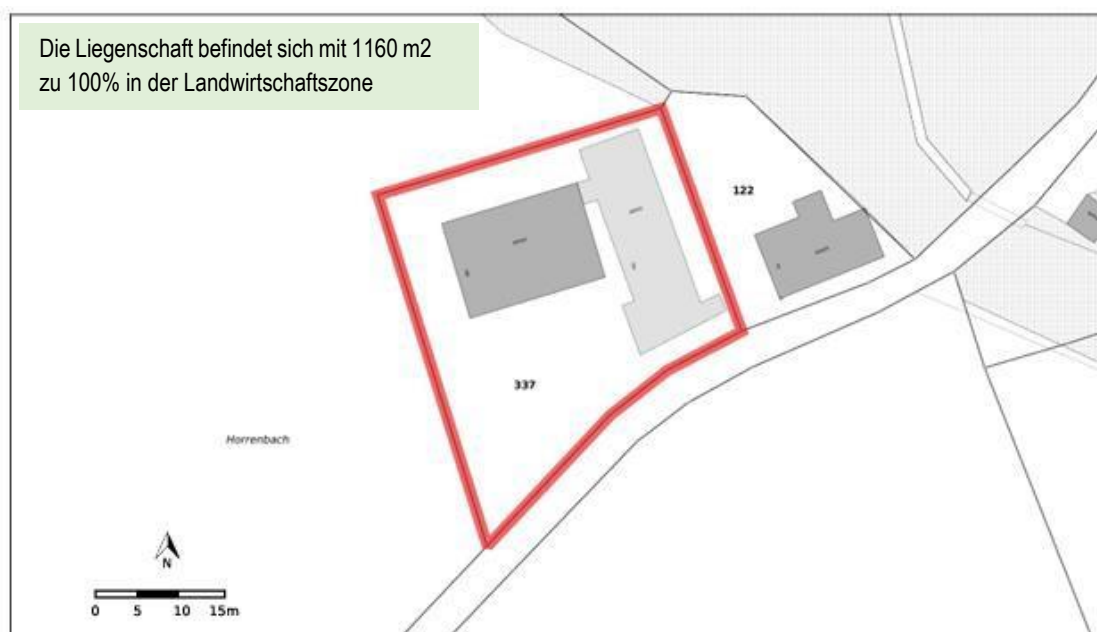 Die Liegenschaft befindet sich mit 1160 m2
zu 100% in der Landwirtschaftszone
122
337
Horrenbach
N
0 5 10 15m